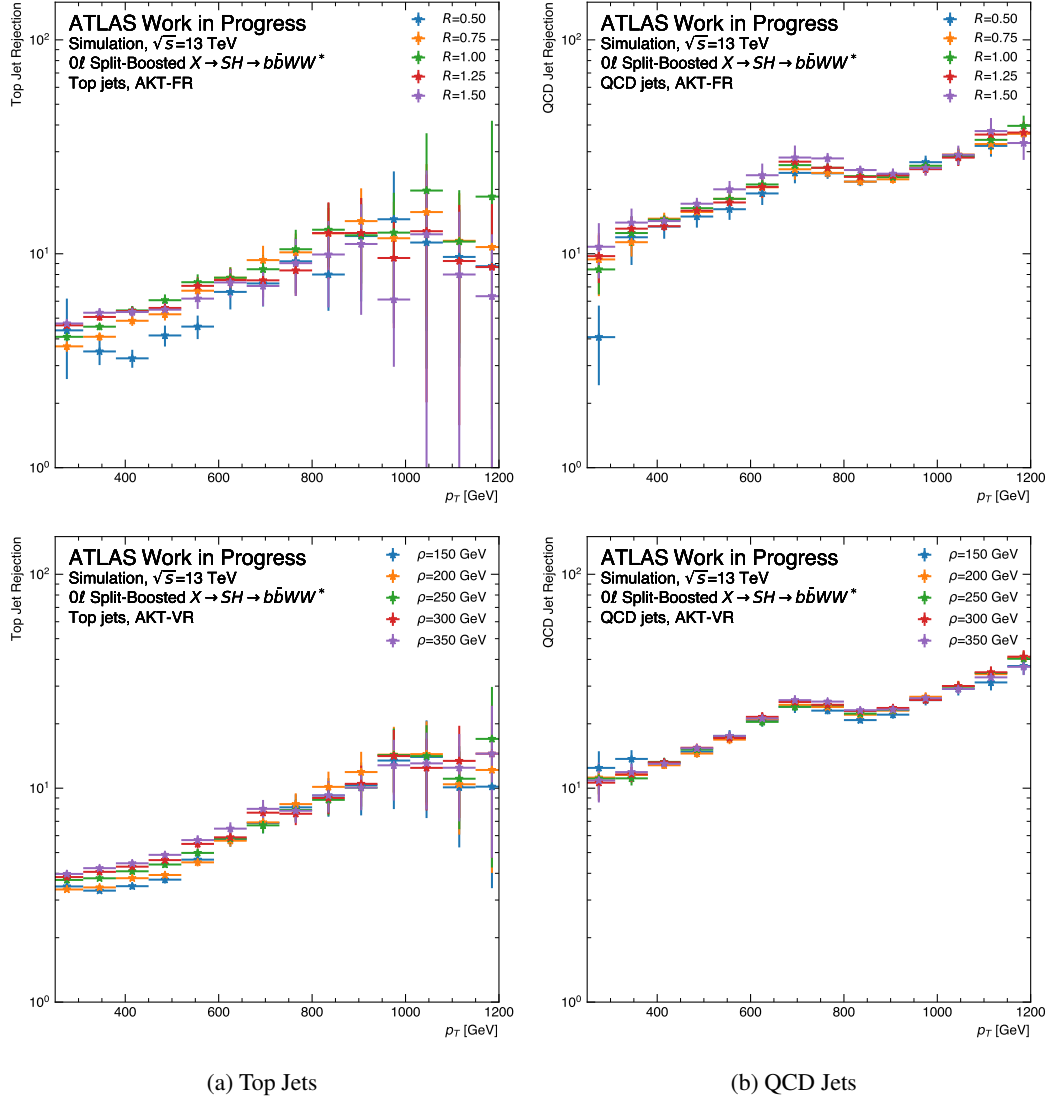 ATLAS Work in Progress
Simulation, √s=13 TeV
0ℓ Split-Boosted X → SH → bb̄WW*
Top jets, AKT-FR
R=0.50
R=0.75
R=1.00
R=1.25
R=1.50
Top Jet Rejection
10²
10¹
10⁰
400 600 800 1000 1200
p_T [GeV]
ATLAS Work in Progress
Simulation, √s=13 TeV
0ℓ Split-Boosted X → SH → bb̄WW*
QCD jets, AKT-FR
R=0.50
R=0.75
R=1.00
R=1.25
R=1.50
QCD Jet Rejection
10²
10¹
10⁰
400 600 800 1000 1200
p_T [GeV]
ATLAS Work in Progress
Simulation, √s=13 TeV
0ℓ Split-Boosted X → SH → bb̄WW*
Top jets, AKT-VR
ρ=150 GeV
ρ=200 GeV
ρ=250 GeV
ρ=300 GeV
ρ=350 GeV
Top Jet Rejection
10²
10¹
10⁰
400 600 800 1000 1200
p_T [GeV]
ATLAS Work in Progress
Simulation, √s=13 TeV
0ℓ Split-Boosted X → SH → bb̄WW*
QCD jets, AKT-VR
ρ=150 GeV
ρ=200 GeV
ρ=250 GeV
ρ=300 GeV
ρ=350 GeV
QCD Jet Rejection
10²
10¹
10⁰
400 600 800 1000 1200
p_T [GeV]
(a) Top Jets
(b) QCD Jets